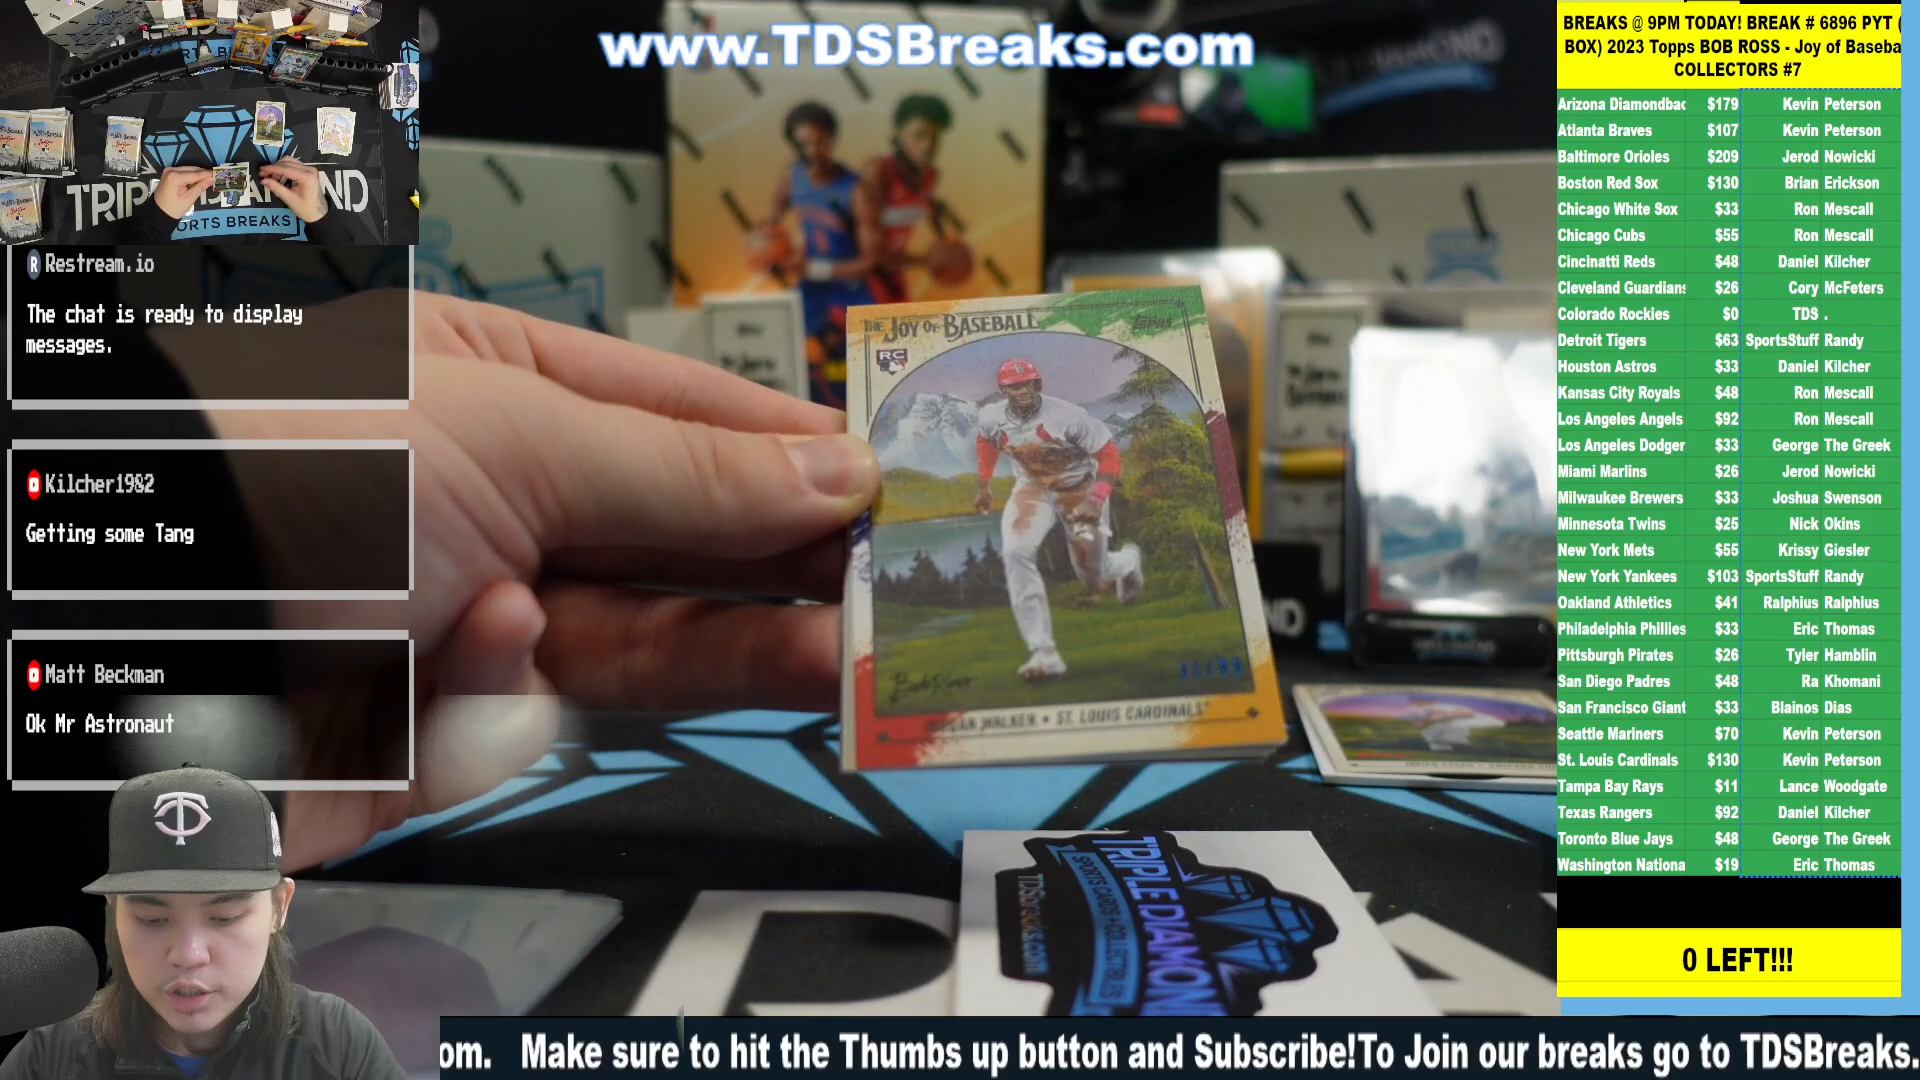 www.TDSBreaks.com
BREAKS @ 9PM TODAY! BREAK # 6896 PYT (
BOX) 2023 Topps BOB ROSS - Joy of Baseba
COLLECTORS #7
Arizona Diamondbac $179 Kevin Peterson
Atlanta Braves $107 Kevin Peterson
Baltimore Orioles $209 Jerod Nowicki
Boston Red Sox $130 Brian Erickson
Chicago White Sox $33 Ron Mescall
Chicago Cubs $55 Ron Mescall
Cincinatti Reds $48 Daniel Kilcher
Cleveland Guardians $26 Cory McFeters
Colorado Rockies $0 TDS .
Detroit Tigers $63 SportsStuff Randy
Houston Astros $33 Daniel Kilcher
Kansas City Royals $48 Ron Mescall
Los Angeles Angels $92 Ron Mescall
Los Angeles Dodger $33 George The Greek
Miami Marlins $26 Jerod Nowicki
Milwaukee Brewers $33 Joshua Swenson
Minnesota Twins $25 Nick Okins
New York Mets $55 Krissy Giesler
New York Yankees $103 SportsStuff Randy
Oakland Athletics $41 Ralphius Ralphius
Philadelphia Phillies $33 Eric Thomas
Pittsburgh Pirates $26 Tyler Hamblin
San Diego Padres $48 Ra Khomani
San Francisco Giant $33 Blainos Dias
Seattle Mariners $70 Kevin Peterson
St. Louis Cardinals $130 Kevin Peterson
Tampa Bay Rays $11 Lance Woodgate
Texas Rangers $92 Daniel Kilcher
Toronto Blue Jays $48 George The Greek
Washington Nationa $19 Eric Thomas
0 LEFT!!!
Restream.io
The chat is ready to display
messages.
Kilcher1982
Getting some Tang
Matt Beckman
Ok Mr Astronaut
THE JOY OF BASEBALL
TOPPS
RC
Bob Ross
WALKER • ST. LOUIS CARDINALS
TRIPLE DIAMOND
SPORTS CARDS + COLLECTIBLES
TDSbreaks.com
ORTS BREAKS
TC
om. Make sure to hit the Thumbs up button and Subscribe!To Join our breaks go to TDSBreaks.